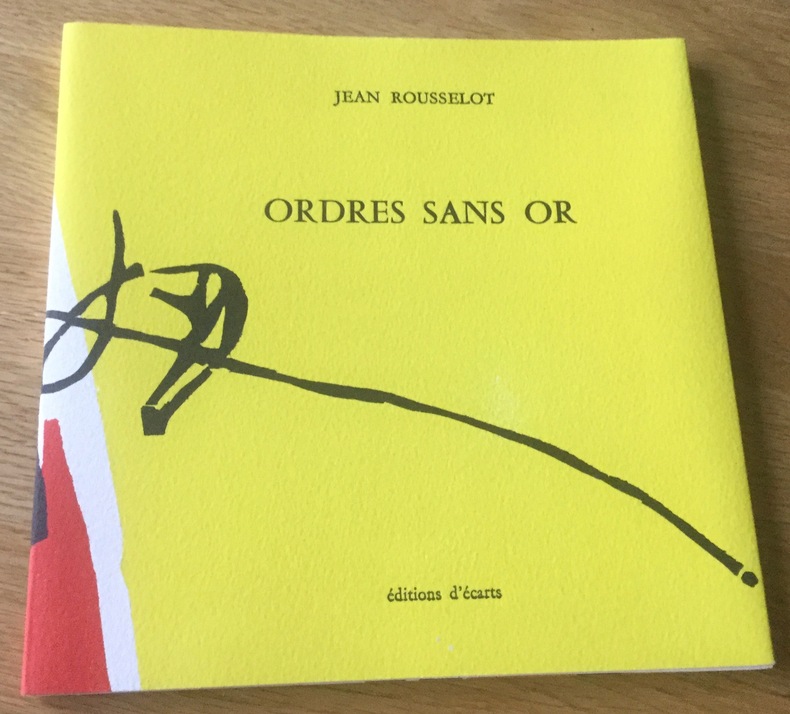 JEAN ROUSSELOT
ORDRES SANS OR
éditions d'écarts